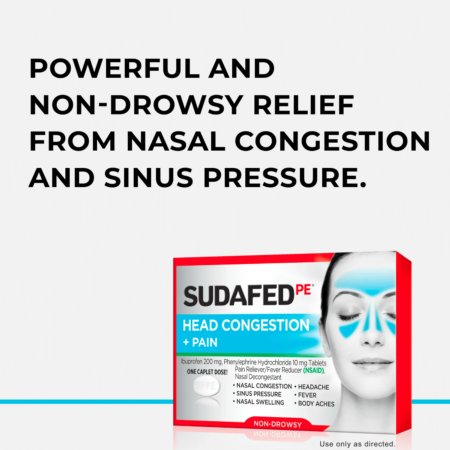 POWERFUL AND
NON-DROWSY RELIEF
FROM NASAL CONGESTION
AND SINUS PRESSURE.
SUDAFED PE®
HEAD CONGESTION
+ PAIN
Ibuprofen 200 mg, Phenylephrine Hydrochloride 10 mg Tablets
Pain Reliever/Fever Reducer (NSAID),
Nasal Decongestant
ONE CAPLET DOSE!
• NASAL CONGESTION • HEADACHE
• SINUS PRESSURE • FEVER
• NASAL SWELLING • BODY ACHES
NON-DROWSY
Use only as directed.